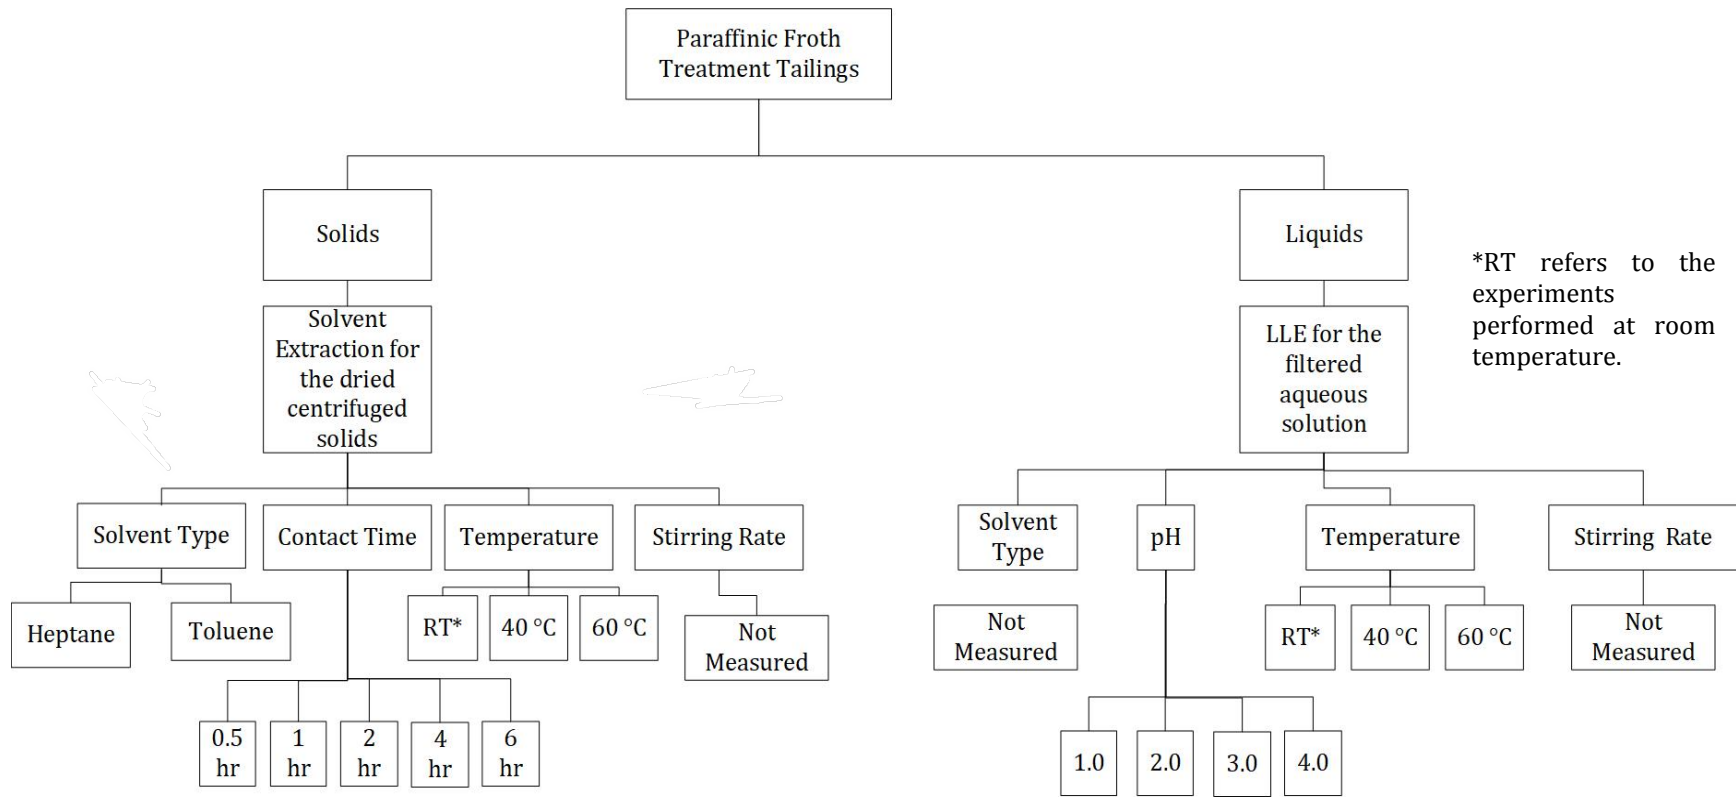 Paraffinic Froth
Treatment Tailings
Solids
Liquids
*RT refers to the
experiments
performed at room
temperature.
Solvent
Extraction for
the dried
centrifuged
solids
LLE for the
filtered
aqueous
solution
Solvent Type
Contact Time
Temperature
Stirring Rate
Solvent
Type
pH
Temperature
Stirring Rate
Heptane
Toluene
RT*
40 °C
60 °C
Not
Measured
Not
Measured
RT*
40 °C
60 °C
Not
Measured
0.5
hr
1
hr
2
hr
4
hr
6
hr
1.0
2.0
3.0
4.0